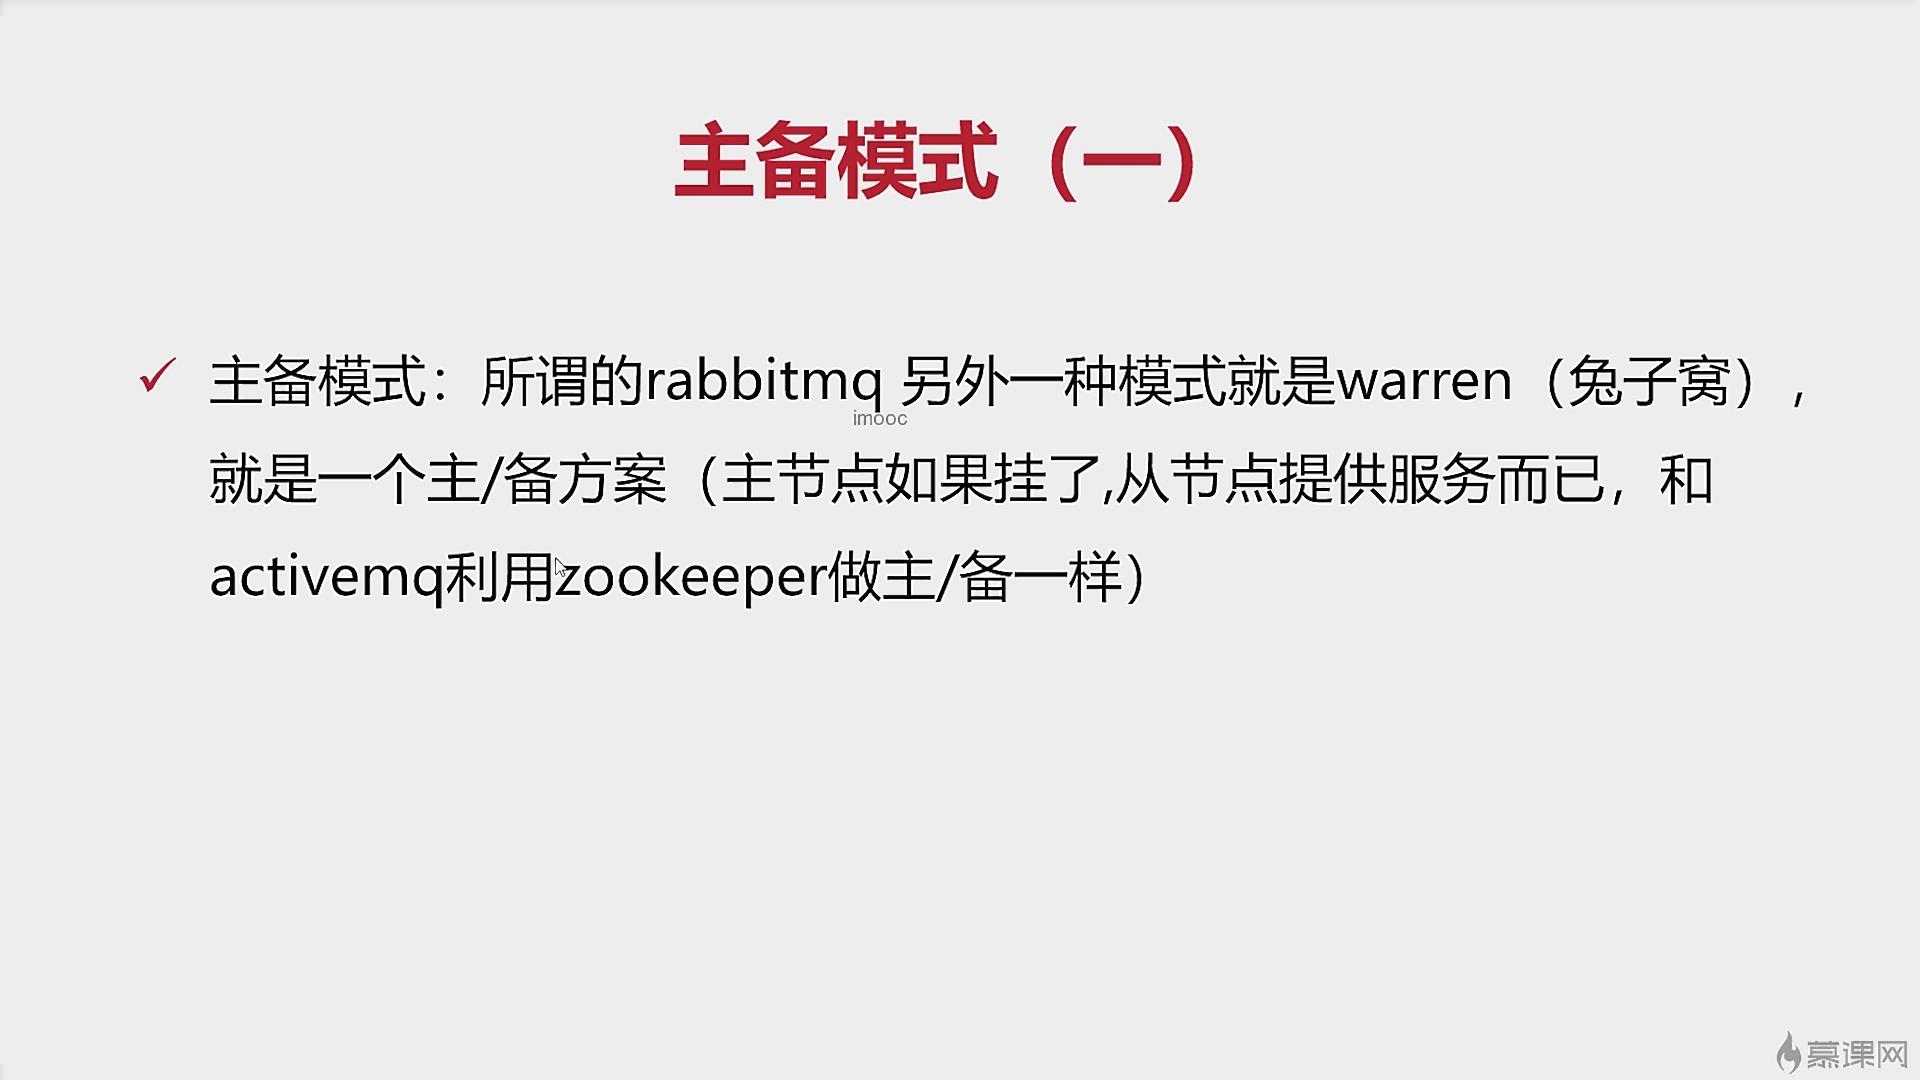 主备模式（一）
主备模式：所谓的rabbitmq 另外一种模式就是warren（兔子窝），
imooc
就是一个主/备方案（主节点如果挂了,从节点提供服务而已，和
activemq利用zookeeper做主/备一样）
慕课网